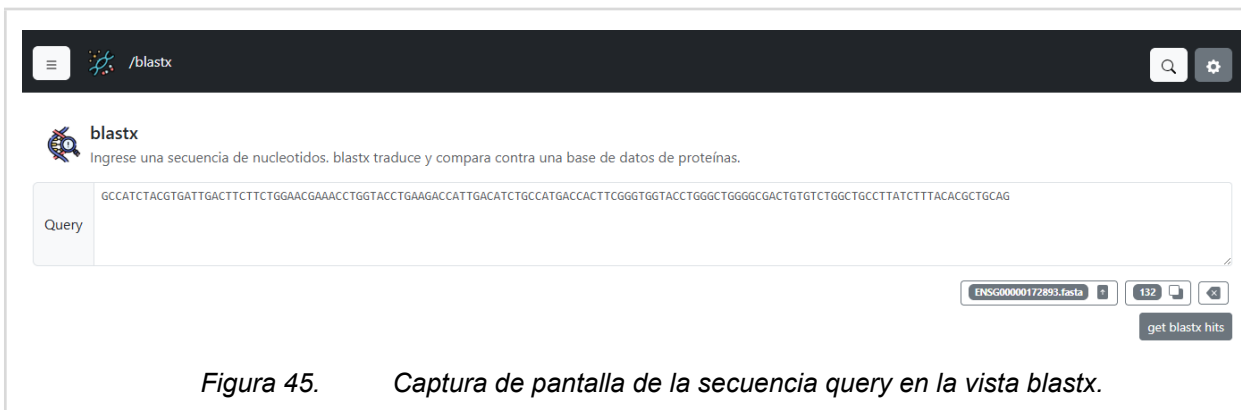 /blastx
blastx
Ingrese una secuencia de nucleotidos. blastx traduce y compara contra una base de datos de proteínas.
Query
GCCATCTACGTGATTGACTTCTTCTGGAACGAAACCTGGTACCTGAAGACCATTGACATCTGCCATGACCACTTCGGGTGGTACCTGGGCTGGGGCGACTGTGTCTGGCTGCCTTATCTTTACACGCTGCAG
ENSG00000172893.fasta
132
get blastx hits
Figura 45. Captura de pantalla de la secuencia query en la vista blastx.